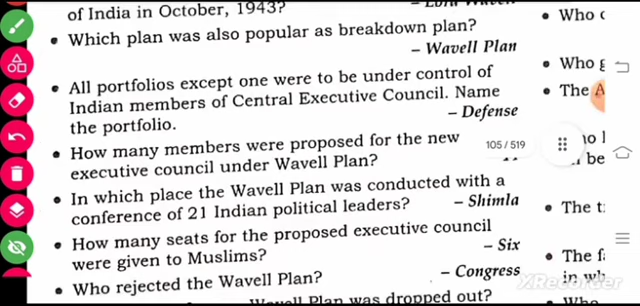 of India in October, 1943?
• Which plan was also popular as breakdown plan?
– Wavell Plan
• All portfolios except one were to be under control of
Indian members of Central Executive Council. Name
the portfolio.
– Defense
• How many members were proposed for the new
executive council under Wavell Plan?
105 / 519
• In which place the Wavell Plan was conducted with a
conference of 21 Indian political leaders? – Shimla
• How many seats for the proposed executive council
were given to Muslims?
– Six
• Who rejected the Wavell Plan?
– Congress
Plan was dropped out?
• Who
• Who
• The
be
• The
• The
in
XRecorder